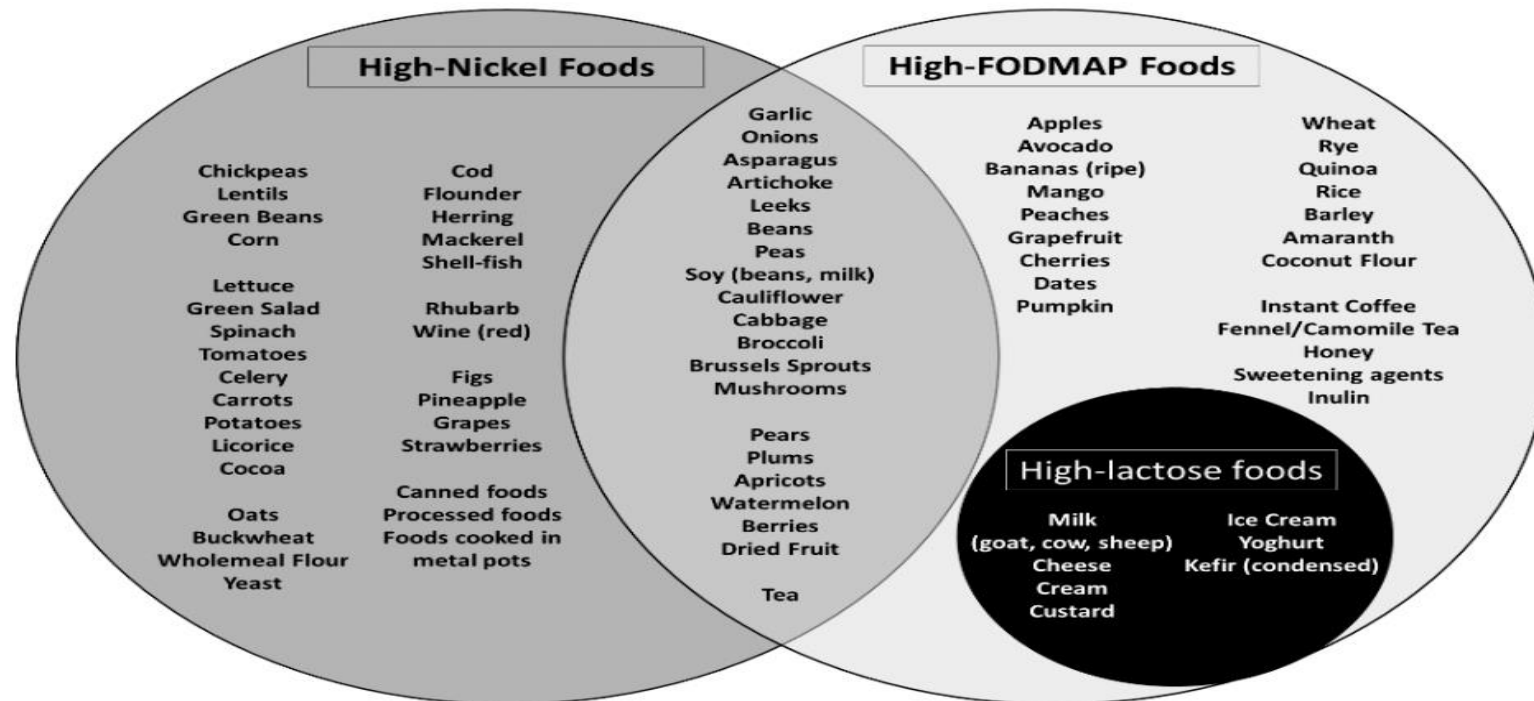 High-Nickel Foods
Chickpeas
Lentils
Green Beans
Corn
Lettuce
Green Salad
Spinach
Tomatoes
Celery
Carrots
Potatoes
Licorice
Cocoa
Oats
Buckwheat
Wholemeal Flour
Yeast
Cod
Flounder
Herring
Mackerel
Shell-fish
Rhubarb
Wine (red)
Figs
Pineapple
Grapes
Strawberries
Canned foods
Processed foods
Foods cooked in
metal pots
Garlic
Onions
Asparagus
Artichoke
Leeks
Beans
Peas
Soy (beans, milk)
Cauliflower
Cabbage
Broccoli
Brussels Sprouts
Mushrooms
Pears
Plums
Apricots
Watermelon
Berries
Dried Fruit
Tea
High-FODMAP Foods
Apples
Avocado
Bananas (ripe)
Mango
Peaches
Grapefruit
Cherries
Dates
Pumpkin
Wheat
Rye
Quinoa
Rice
Barley
Amaranth
Coconut Flour
Instant Coffee
Fennel/Camomile Tea
Honey
Sweetening agents
Inulin
High-lactose foods
Milk
(goat, cow, sheep)
Cheese
Cream
Custard
Ice Cream
Yoghurt
Kefir (condensed)